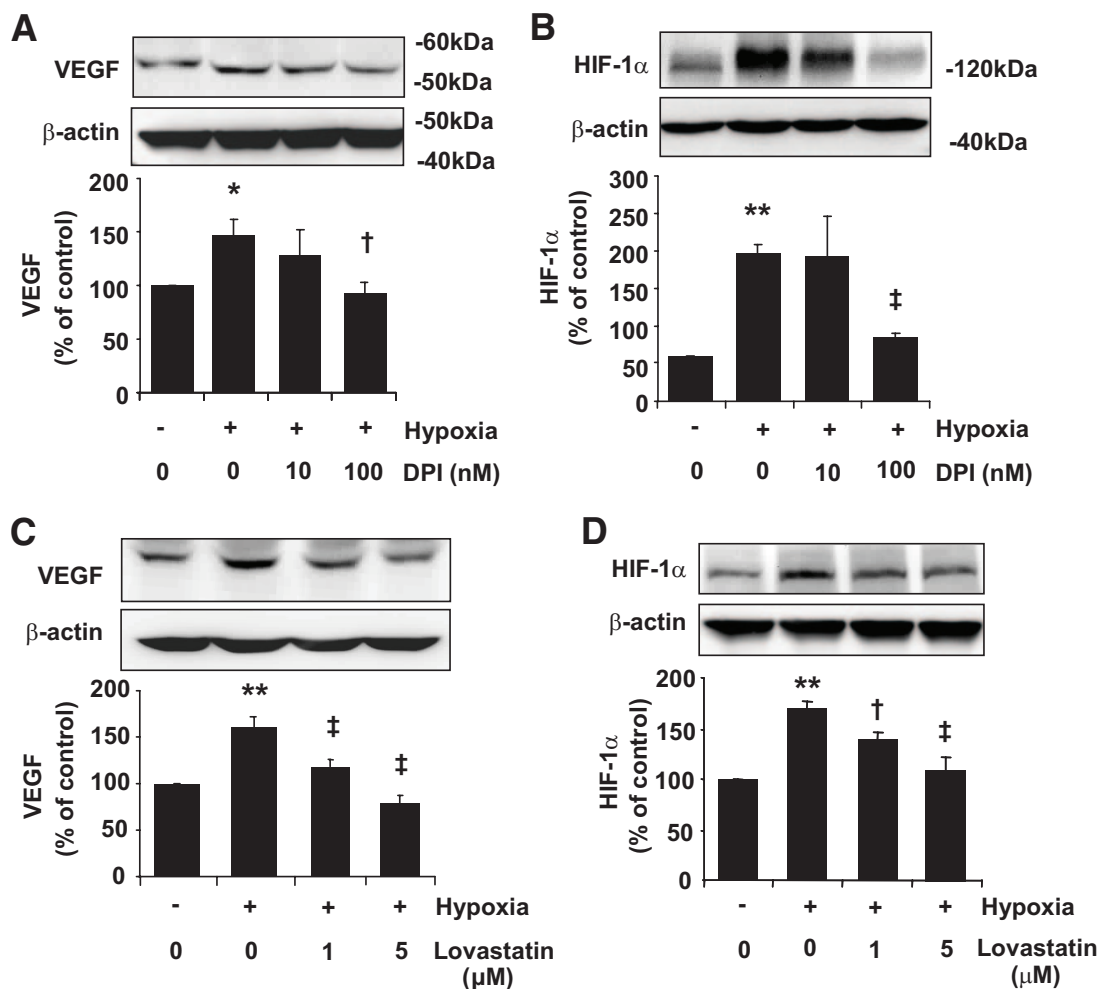 A
VEGF
-60kDa
-50kDa
β-actin
-50kDa
-40kDa
VEGF
(% of control)
200
150
100
50
0
*
†
- + + + Hypoxia
0 0 10 100 DPI (nM)
B
HIF-1α
-120kDa
β-actin
-40kDa
HIF-1α
(% of control)
300
250
200
150
100
50
0
**
‡
- + + + Hypoxia
0 0 10 100 DPI (nM)
C
VEGF
β-actin
VEGF
(% of control)
200
150
100
50
0
**
‡
‡
- + + + Hypoxia
0 0 1 5 Lovastatin
(µM)
D
HIF-1α
β-actin
HIF-1α
(% of control)
200
150
100
50
0
**
†
‡
- + + + Hypoxia
0 0 1 5 Lovastatin
(μM)